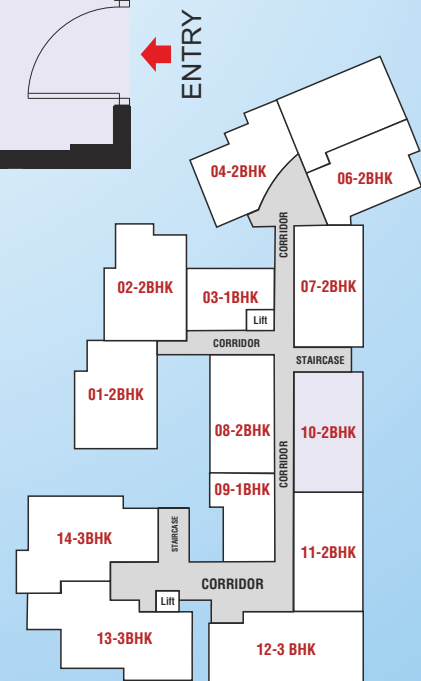 ENTRY
04-2BHK
06-2BHK
CORRIDOR
02-2BHK
03-1BHK
07-2BHK
Lift
CORRIDOR
STAIRCASE
01-2BHK
08-2BHK
10-2BHK
CORRIDOR
09-1BHK
14-3BHK
STAIRCASE
11-2BHK
CORRIDOR
Lift
13-3BHK
12-3 BHK